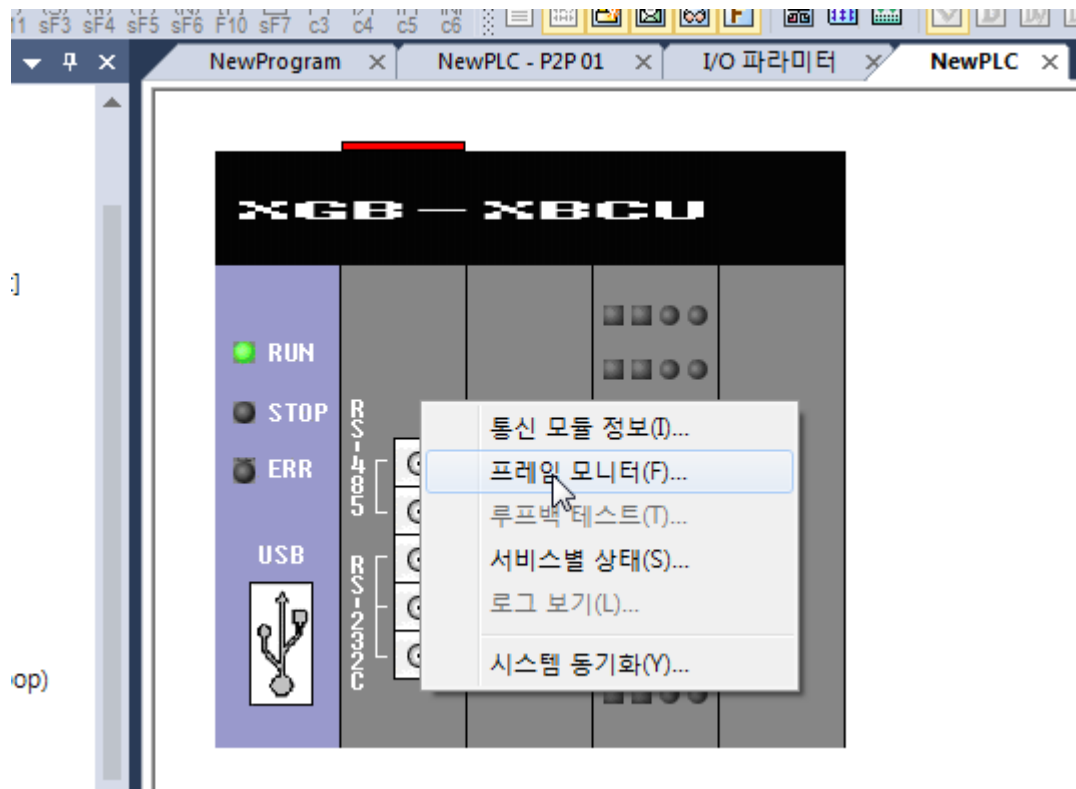 sF3 sF4 sF5 sF6 F10 sF7 c3 c4 c5 c6
NewProgram
NewPLC - P2P 01
I/O 파라미터
NewPLC
XGB-XBCU
RUN
STOP
ERR
USB
RS-485
RS-232C
통신 모듈 정보(I)...
프레임 모니터(F)...
루프백 테스트(T)...
서비스별 상태(S)...
로그 보기(L)...
시스템 동기화(Y)...
:]
op)